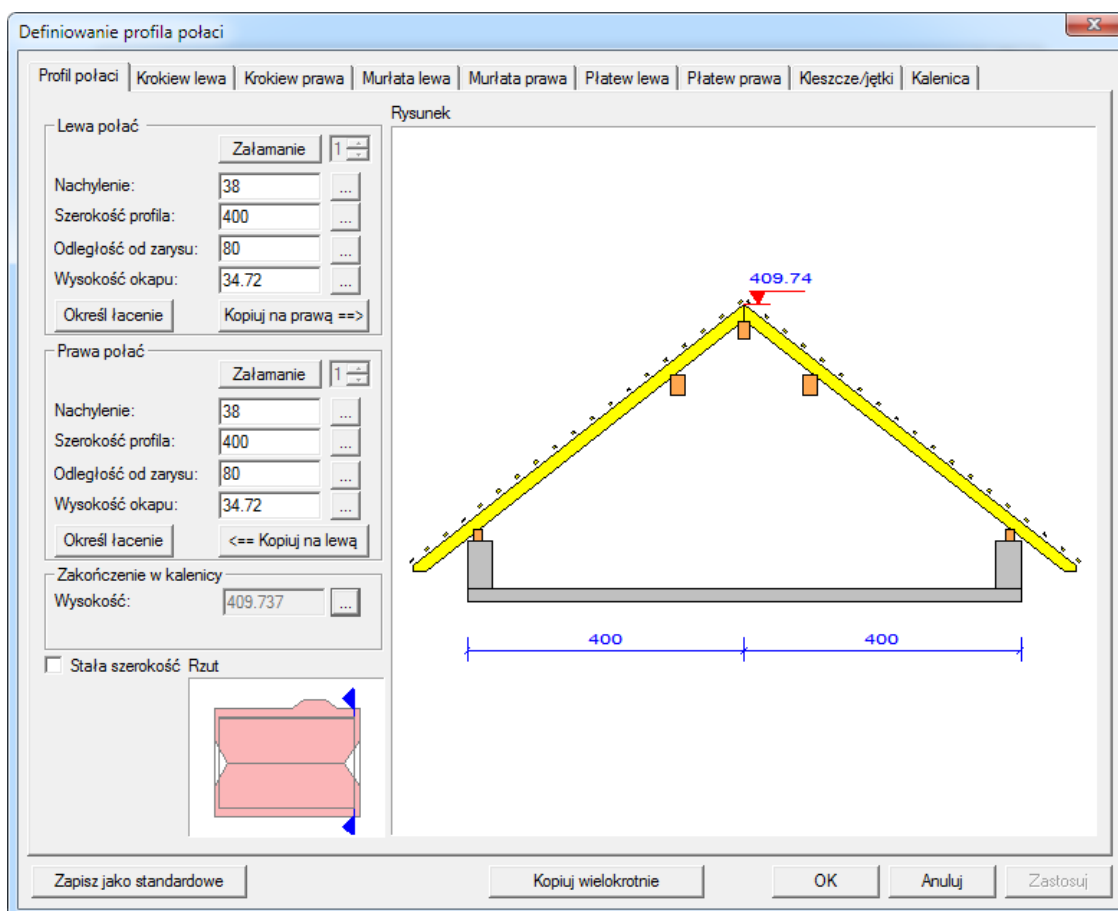 Definiowanie profila połaci
Profil połaci Krokiew lewa Krokiew prawa Murłata lewa Murłata prawa Płatew lewa Płatew prawa Kleszcze/jętki Kalenica
Lewa połać
Załamanie 1
Nachylenie: 38 ...
Szerokość profila: 400 ...
Odległość od zarysu: 80 ...
Wysokość okapu: 34.72 ...
Określ łacenie Kopiuj na prawą ==>
Prawa połać
Załamanie 1
Nachylenie: 38 ...
Szerokość profila: 400 ...
Odległość od zarysu: 80 ...
Wysokość okapu: 34.72 ...
Określ łacenie <== Kopiuj na lewą
Zakończenie w kalenicy
Wysokość: 409.737 ...
Stała szerokość Rzut
Rysunek
409.74
400 400
Zapisz jako standardowe Kopiuj wielokrotnie OK Anuluj Zastosuj